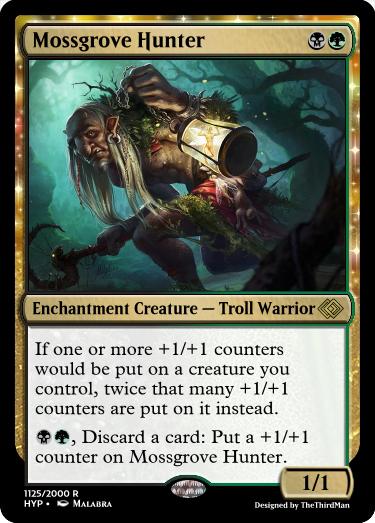 Mossgrove Hunter
Enchantment Creature — Troll Warrior
If one or more +1/+1 counters
would be put on a creature you
control, twice that many +1/+1
counters are put on it instead.
, Discard a card: Put a +1/+1
counter on Mossgrove Hunter.
1/1
1125/2000 R
HYP • MALABRA
Designed by TheThirdMan